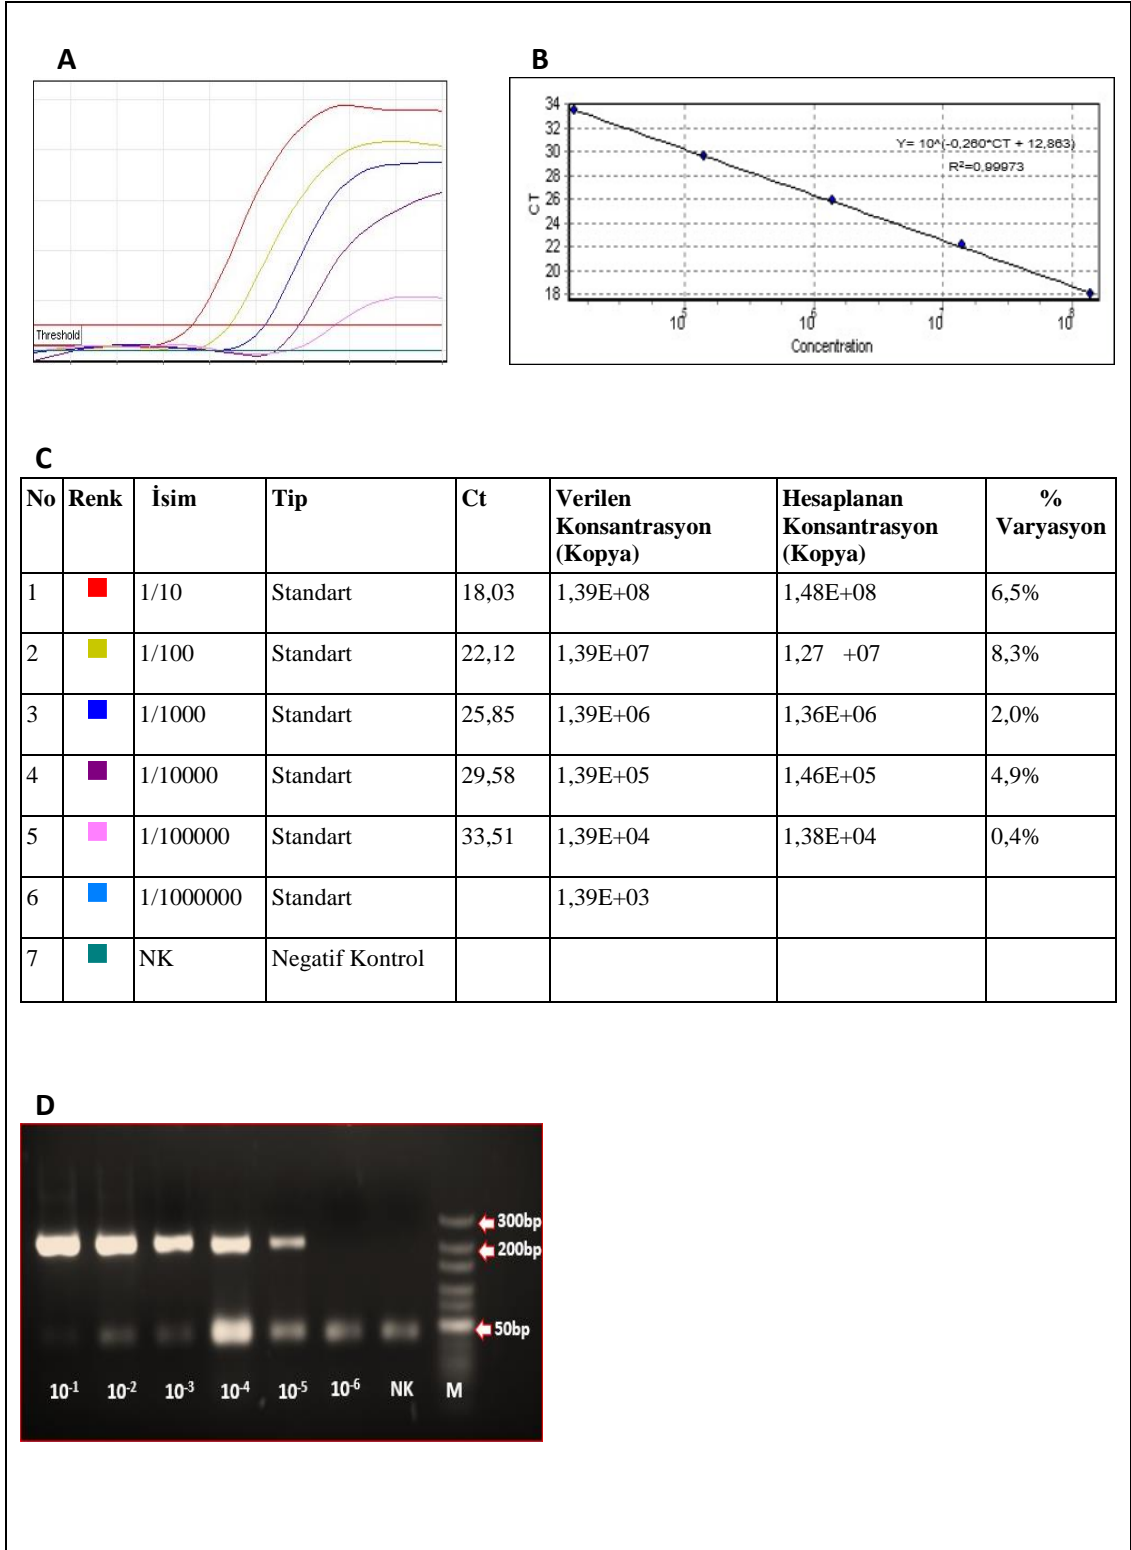 A
B
Threshold
34
32
30
28
26
24
22
20
18
CT
Y= 10^(-0,260*CT + 12,863)
R²=0,99973
10⁵
10⁶
10⁷
10⁸
Concentration
C
No Renk İsim Tip Ct Verilen Konsantrasyon (Kopya) Hesaplanan Konsantrasyon (Kopya) % Varyasyon
1 1/10 Standart 18,03 1,39E+08 1,48E+08 6,5%
2 1/100 Standart 22,12 1,39E+07 1,27 +07 8,3%
3 1/1000 Standart 25,85 1,39E+06 1,36E+06 2,0%
4 1/10000 Standart 29,58 1,39E+05 1,46E+05 4,9%
5 1/100000 Standart 33,51 1,39E+04 1,38E+04 0,4%
6 1/1000000 Standart 1,39E+03
7 NK Negatif Kontrol
D
300bp
200bp
50bp
10⁻¹ 10⁻² 10⁻³ 10⁻⁴ 10⁻⁵ 10⁻⁶ NK M